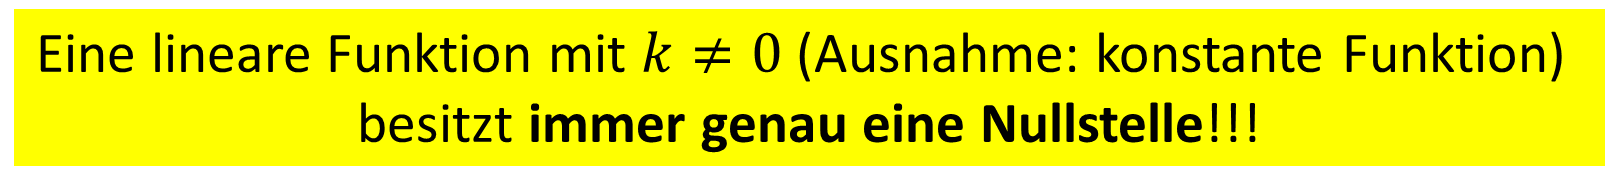 Eine lineare Funktion mit k ≠ 0 (Ausnahme: konstante Funktion)
besitzt immer genau eine Nullstelle!!!